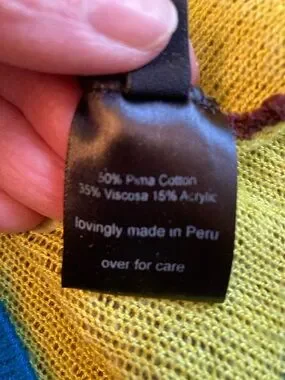 50% Pima Cotton
35% Viscosa 15% Acrylic
lovingly made in Peru
over for care